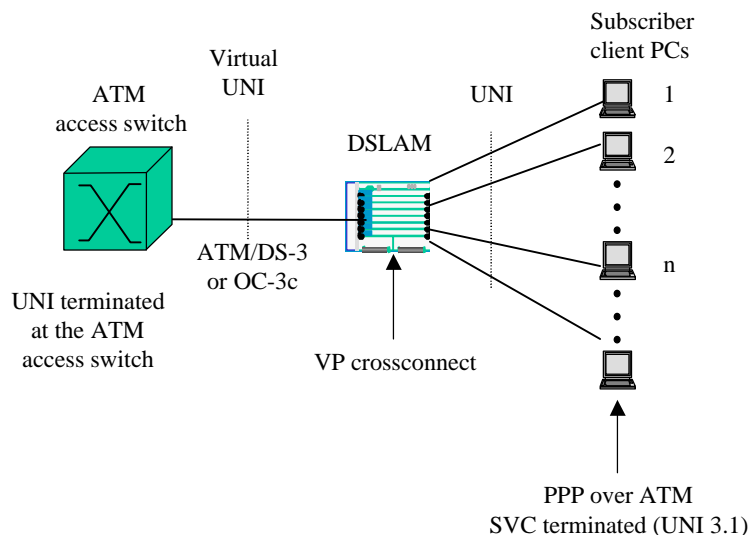 Subscriber
client PCs
Virtual
UNI
ATM
access switch
UNI
1
DSLAM
2
ATM/DS-3
or OC-3c
n
UNI terminated
at the ATM
access switch
VP crossconnect
PPP over ATM
SVC terminated (UNI 3.1)